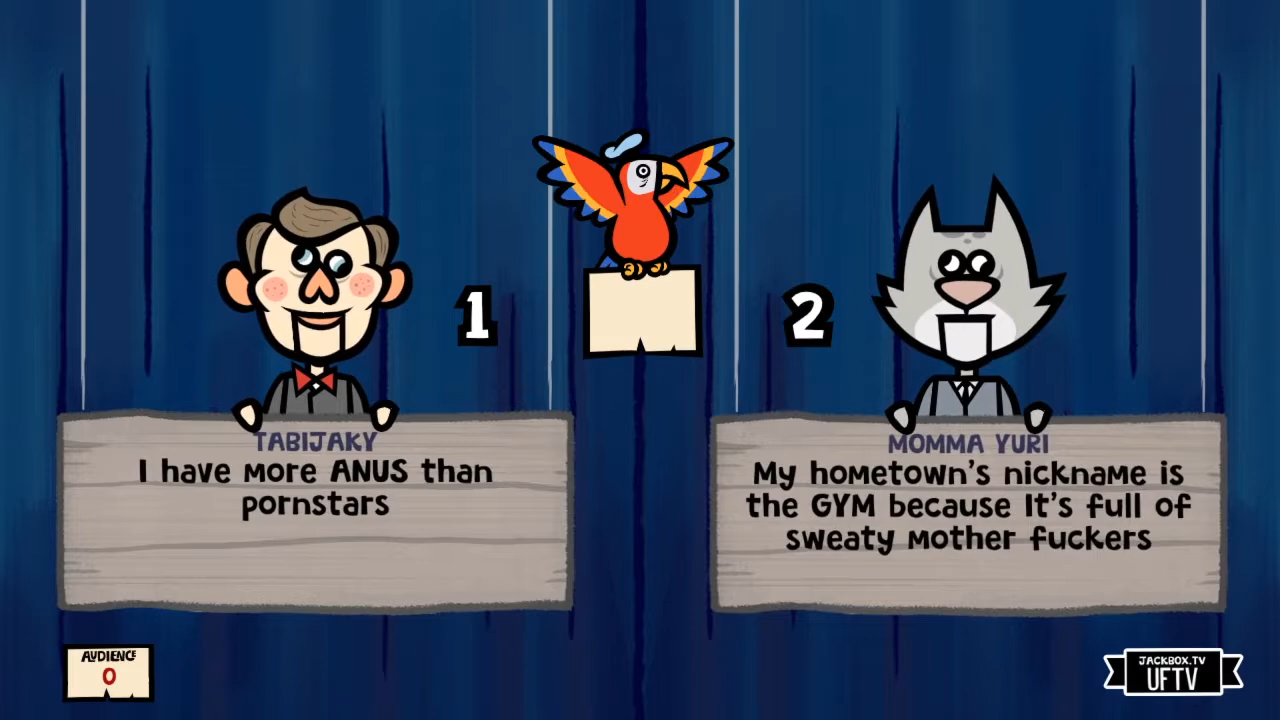 1
2
TABIJAKY
I have more ANUS than
pornstars
MOMMA YURI
My hometown's nickname is
the GYM because It's full of
sweaty mother fuckers
AUDIENCE
0
JACKBOX.TV
UFTV